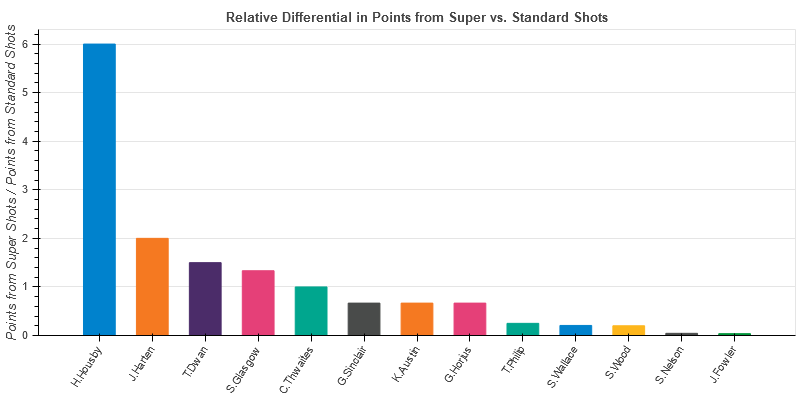 Relative Differential in Points from Super vs. Standard Shots
Points from Super Shots / Points from Standard Shots
6
5
4
3
2
1
0
H.Housby
J.Harten
T.Dwan
S.Glasgow
C.Thwaites
G.Sinclair
K.Austin
G.Horjus
T.Philip
S.Wallace
S.Wood
S.Nelson
J.Fowler